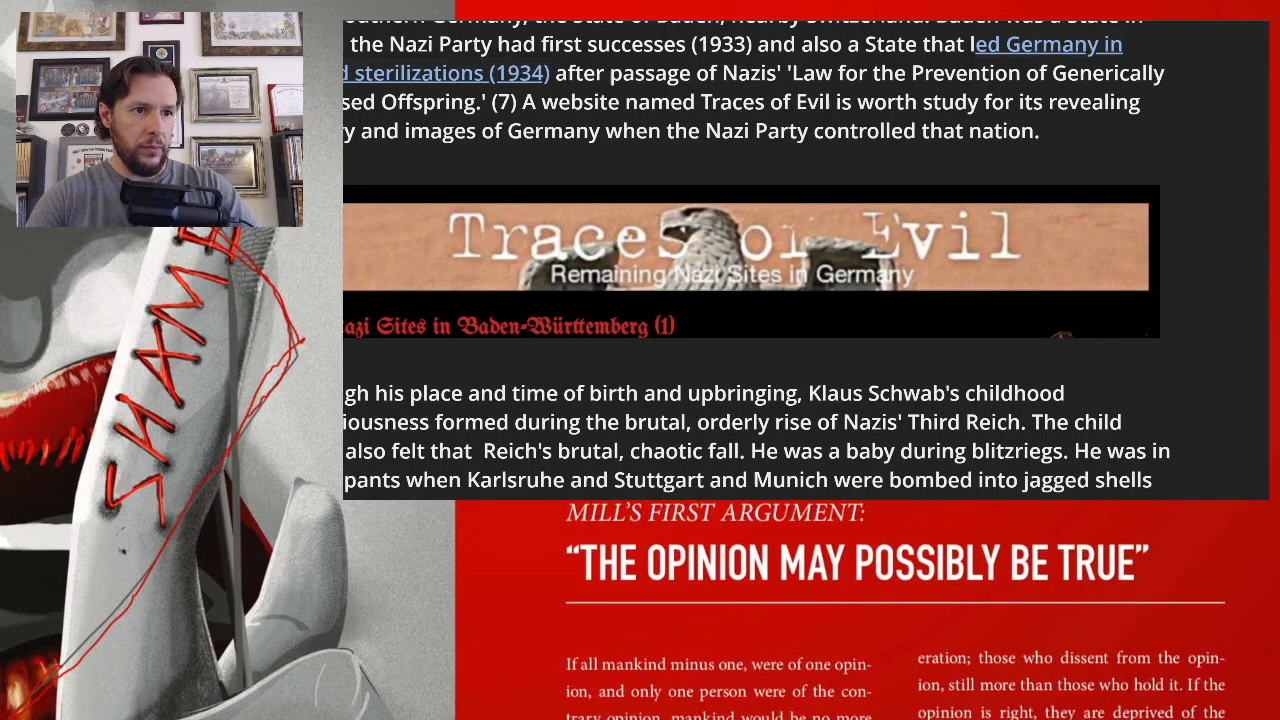 the Nazi Party had first successes (1933) and also a State that led Germany in
sterilizations (1934) after passage of Nazis' 'Law for the Prevention of Generically
sed Offspring.' (7) A website named Traces of Evil is worth study for its revealing
y and images of Germany when the Nazi Party controlled that nation.
Traces of Evil
Remaining Nazi Sites in Germany
azi Sites in Baden-Württemberg (1)
gh his place and time of birth and upbringing, Klaus Schwab's childhood
iousness formed during the brutal, orderly rise of Nazis' Third Reich. The child
also felt that Reich's brutal, chaotic fall. He was a baby during blitzriegs. He was in
pants when Karlsruhe and Stuttgart and Munich were bombed into jagged shells
SHAME
MILL'S FIRST ARGUMENT:
“THE OPINION MAY POSSIBLY BE TRUE”
If all mankind minus one, were of one opin-
ion, and only one person were of the con-
trary opinion, mankind would be no more
eration; those who dissent from the opin-
ion, still more than those who hold it. If the
opinion is right, they are deprived of the